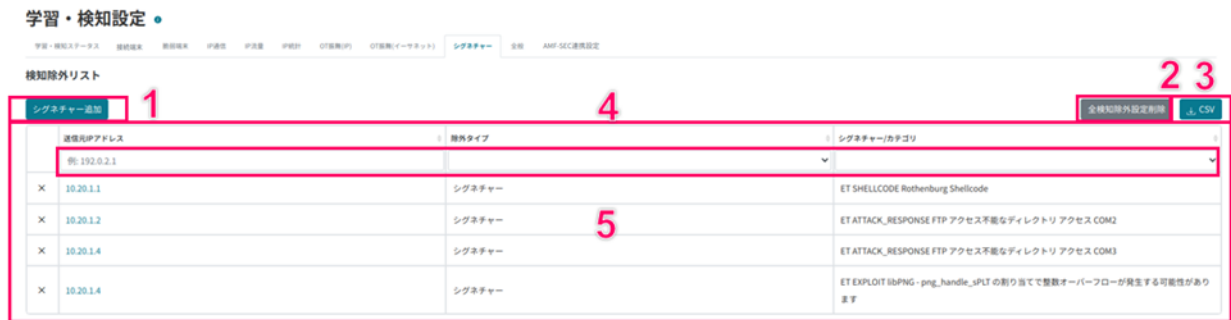 学習・検知設定
学習・検知ステータス 接続端末 IP通信 IP流量 IP統計 OT振舞(IP) OT振舞(イーサネット) シグネチャー 全般 AMF-SEC連携設定
検知除外リスト
シグネチャー追加 1 4 2 3
全検知除外設定削除 CSV
送信元IPアドレス 除外タイプ シグネチャー/カテゴリ
例: 192.0.2.1
× 10.20.1.1 シグネチャー ET SHELLCODE Rothenburg Shellcode
× 10.20.1.2 シグネチャー 5 ET ATTACK_RESPONSE FTP アクセス不能なディレクトリ アクセス COM2
× 10.20.1.4 シグネチャー ET ATTACK_RESPONSE FTP アクセス不能なディレクトリ アクセス COM3
× 10.20.1.4 シグネチャー ET EXPLOIT libPNG - png_handle_sPLT の割り当てで整数オーバーフローが発生する可能性があり
ます